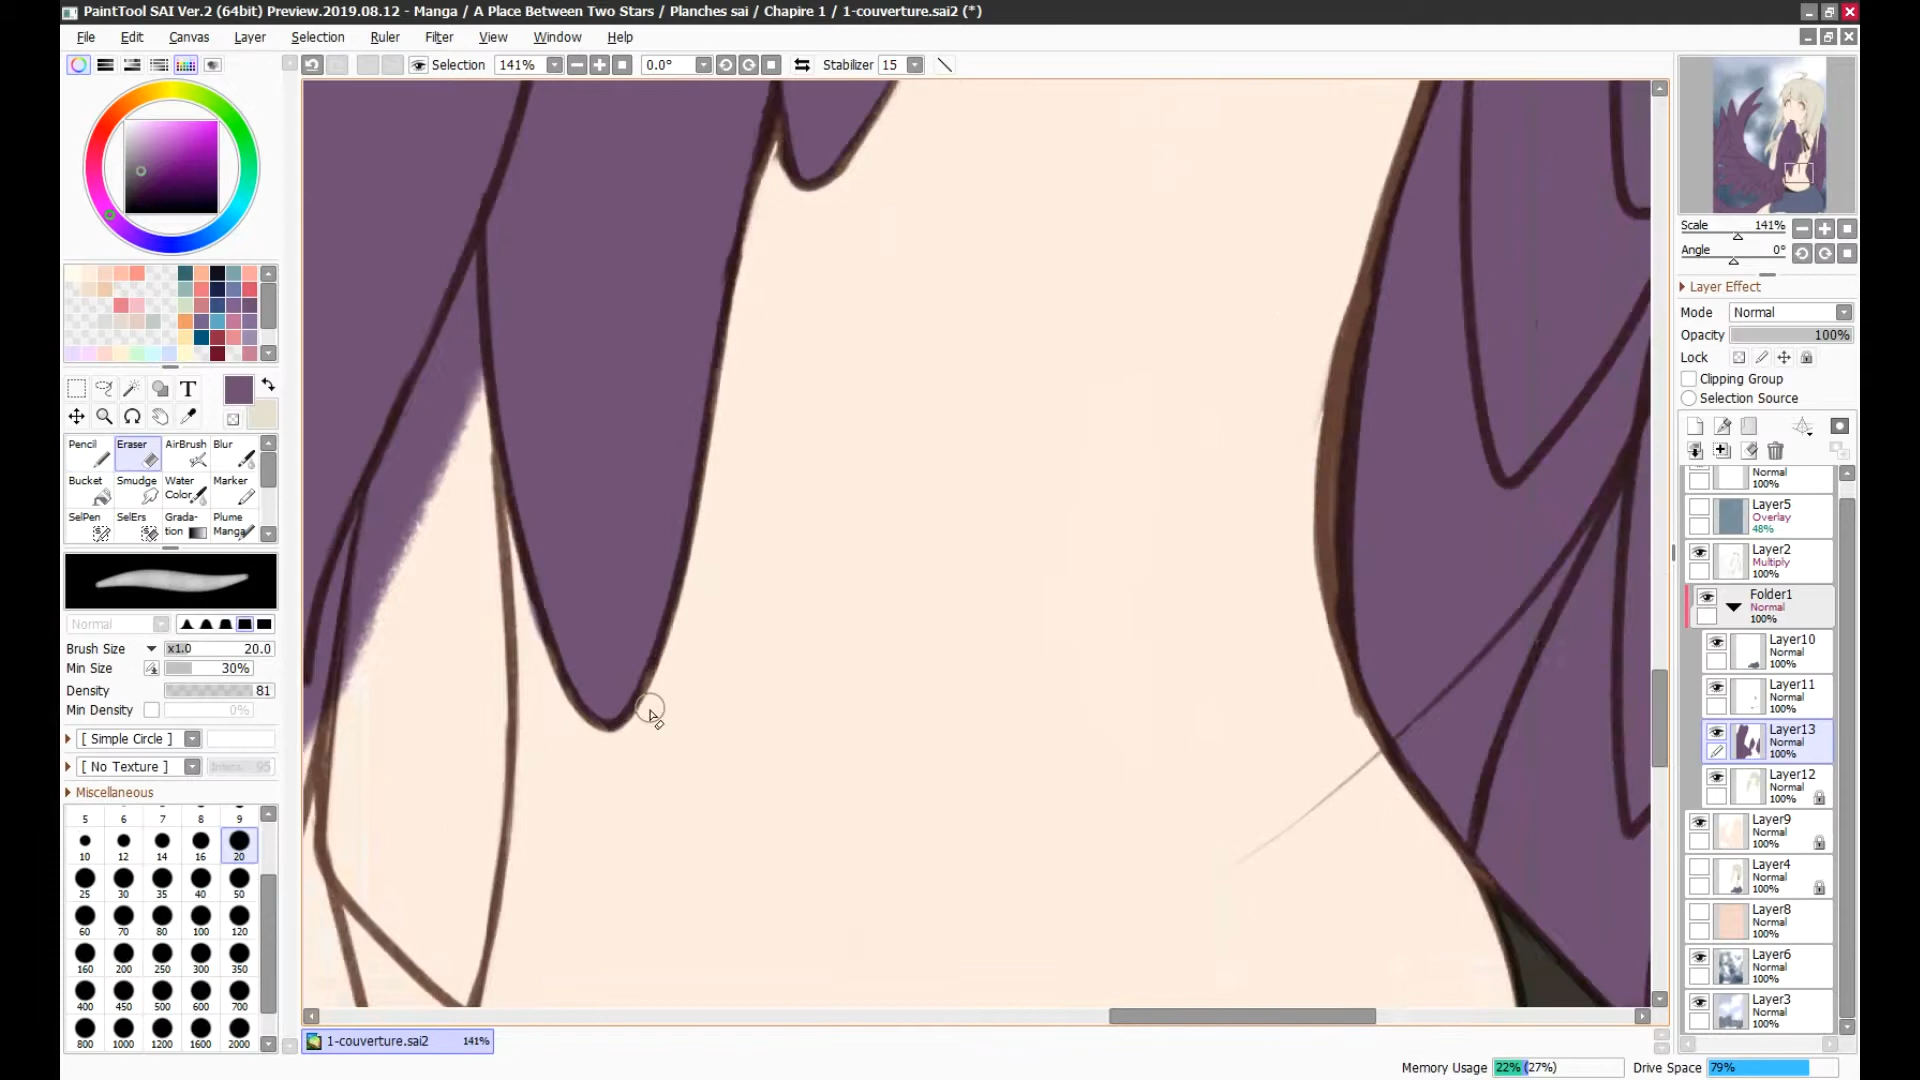 PaintTool SAI Ver.2 (64bit) Preview.2019.08.12 - Manga / A Place Between Two Stars / Planches sai / Chapire 1 / 1-couverture.sai2 (*)
File Edit Canvas Layer Selection Ruler Filter View Window Help
Selection 141% 0.0° Stabilizer 15
Scale 141%
Angle 0°
Layer Effect
Mode Normal
Opacity 100%
Lock
Clipping Group
Selection Source
T
Pencil Eraser AirBrush Blur
Bucket Smudge Water Color Marker
SelPen SelErs Grada-tion Plume Manga
Normal
Brush Size x1.0 20.0
Min Size 30%
Density 81
Min Density 0%
[ Simple Circle ]
[ No Texture ] 95
Miscellaneous
5 6 7 8 9
10 12 14 16 20
25 30 35 40 50
60 70 80 100 120
160 200 250 300 350
400 450 500 600 700
800 1000 1200 1600 2000
Normal
100%
Layer5
Overlay
48%
Layer2
Multiply
100%
Folder1
Normal
100%
Layer10
Normal
100%
Layer11
Normal
100%
Layer13
Normal
100%
Layer12
Normal
100%
Layer9
Normal
100%
Layer4
Normal
100%
Layer8
Normal
100%
Layer6
Normal
100%
Layer3
Normal
100%
1-couverture.sai2 141%
Memory Usage 22% (27%) Drive Space 79%